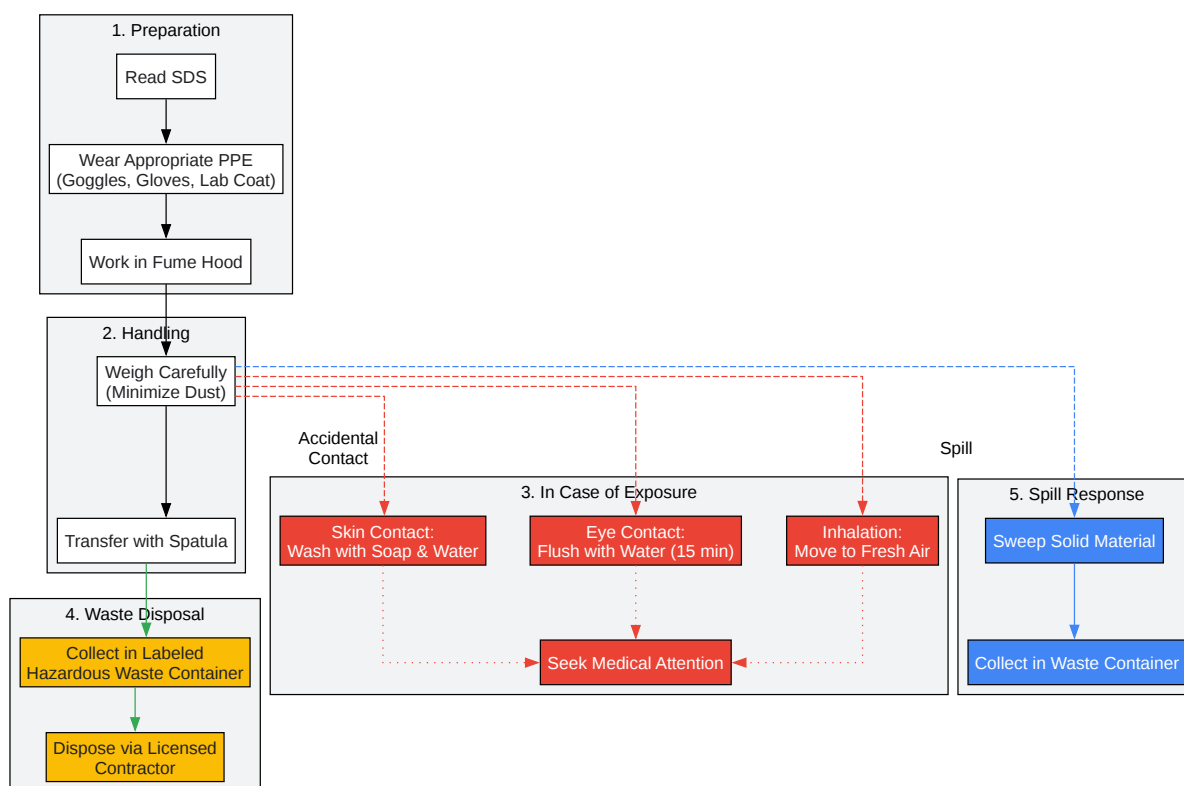 1. Preparation
Read SDS
Wear Appropriate PPE
(Goggles, Gloves, Lab Coat)
Work in Fume Hood
2. Handling
Weigh Carefully
(Minimize Dust)
Transfer with Spatula
Accidental
Contact
Spill
3. In Case of Exposure
Skin Contact:
Wash with Soap & Water
Eye Contact:
Flush with Water (15 min)
Inhalation:
Move to Fresh Air
Seek Medical Attention
5. Spill Response
Sweep Solid Material
Collect in Waste Container
4. Waste Disposal
Collect in Labeled
Hazardous Waste Container
Dispose via Licensed
Contractor